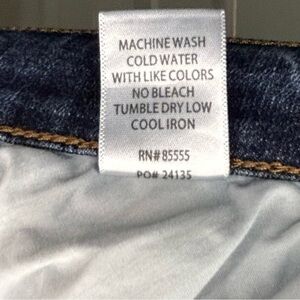 MACHINE WASH
COLD WATER
WITH LIKE COLORS
NO BLEACH
TUMBLE DRY LOW
COOL IRON
RN# 85555
PO# 24135